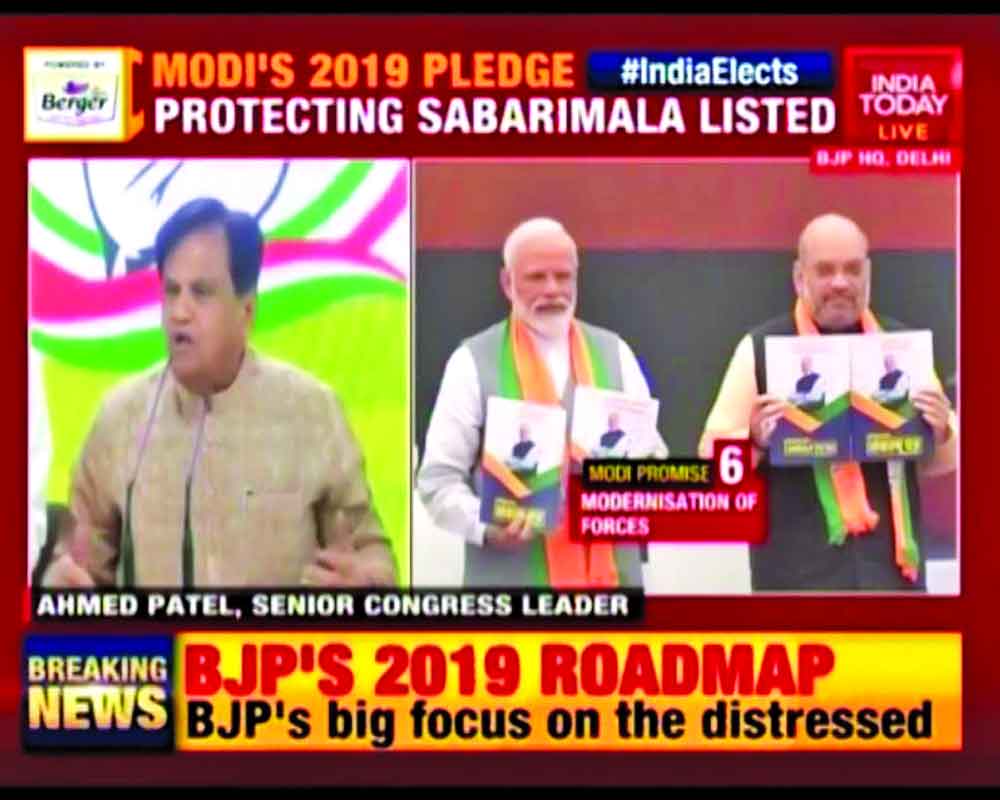 POWERED BY
Berger
MODI'S 2019 PLEDGE
#IndiaElects
PROTECTING SABARIMALA LISTED
INDIA
TODAY
LIVE
BJP HQ, DELHI
MODI PROMISE 6
MODERNISATION OF
FORCES
AHMED PATEL, SENIOR CONGRESS LEADER
BREAKING
NEWS
BJP'S 2019 ROADMAP
BJP's big focus on the distressed